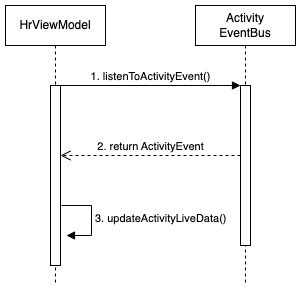 HrViewModel
Activity
EventBus
1. listenToActivityEvent()
2. return ActivityEvent
3. updateActivityLiveData()